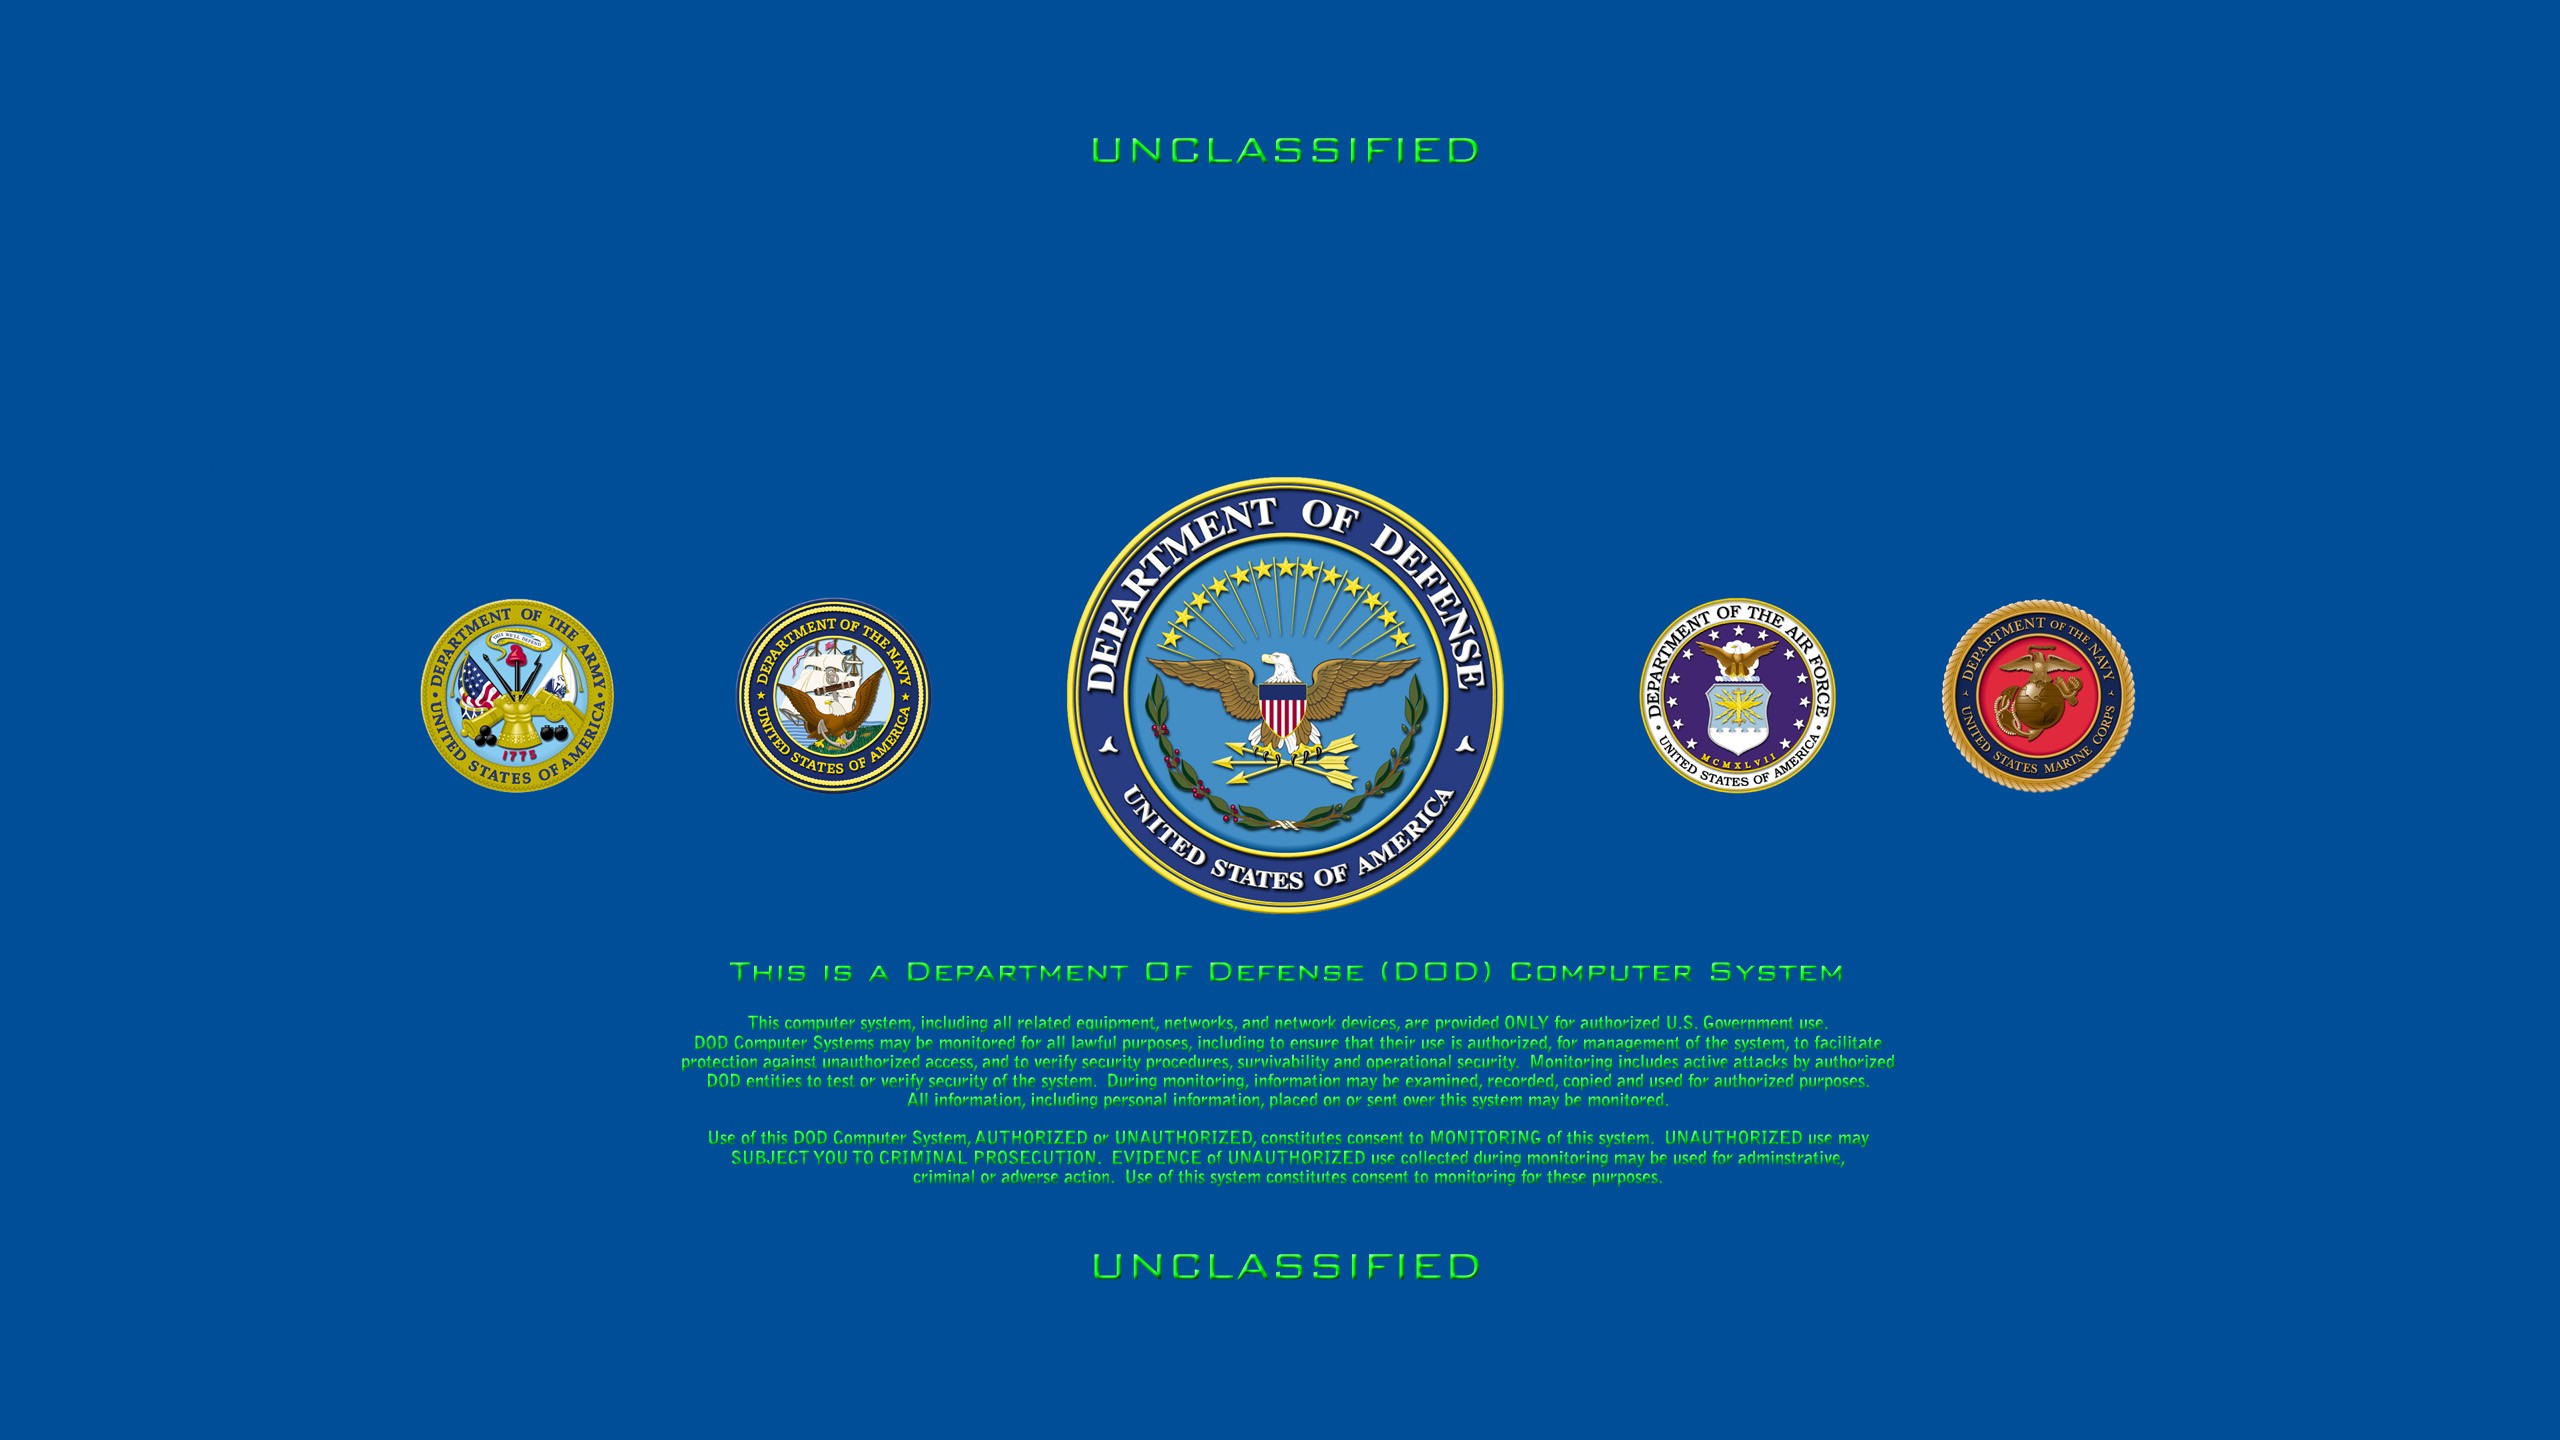 UNCLASSIFIED
DEPARTMENT OF THE ARMY
THIS WE'LL DEFEND
1775
UNITED STATES OF AMERICA
DEPARTMENT OF THE NAVY
UNITED STATES OF AMERICA
DEPARTMENT OF DEFENSE
UNITED STATES OF AMERICA
DEPARTMENT OF THE AIR FORCE
MCMXLVII
UNITED STATES OF AMERICA
DEPARTMENT OF THE NAVY
UNITED STATES MARINE CORPS
THIS IS A DEPARTMENT OF DEFENSE (DOD) COMPUTER SYSTEM
This computer system, including all related equipment, networks, and network devices, are provided ONLY for authorized U.S. Government use.
DOD Computer Systems may be monitored for all lawful purposes, including to ensure that their use is authorized, for management of the system, to facilitate
protection against unauthorized access, and to verify security procedures, survivability and operational security. Monitoring includes active attacks by authorized
DOD entities to test or verify security of the system. During monitoring, information may be examined, recorded, copied and used for authorized purposes.
All information, including personal information, placed on or sent over this system may be monitored.
Use of this DOD Computer System, AUTHORIZED or UNAUTHORIZED, constitutes consent to MONITORING of this system. UNAUTHORIZED use may
SUBJECT YOU TO CRIMINAL PROSECUTION. EVIDENCE of UNAUTHORIZED use collected during monitoring may be used for adminstrative,
criminal or adverse action. Use of this system constitutes consent to monitoring for these purposes.
UNCLASSIFIED